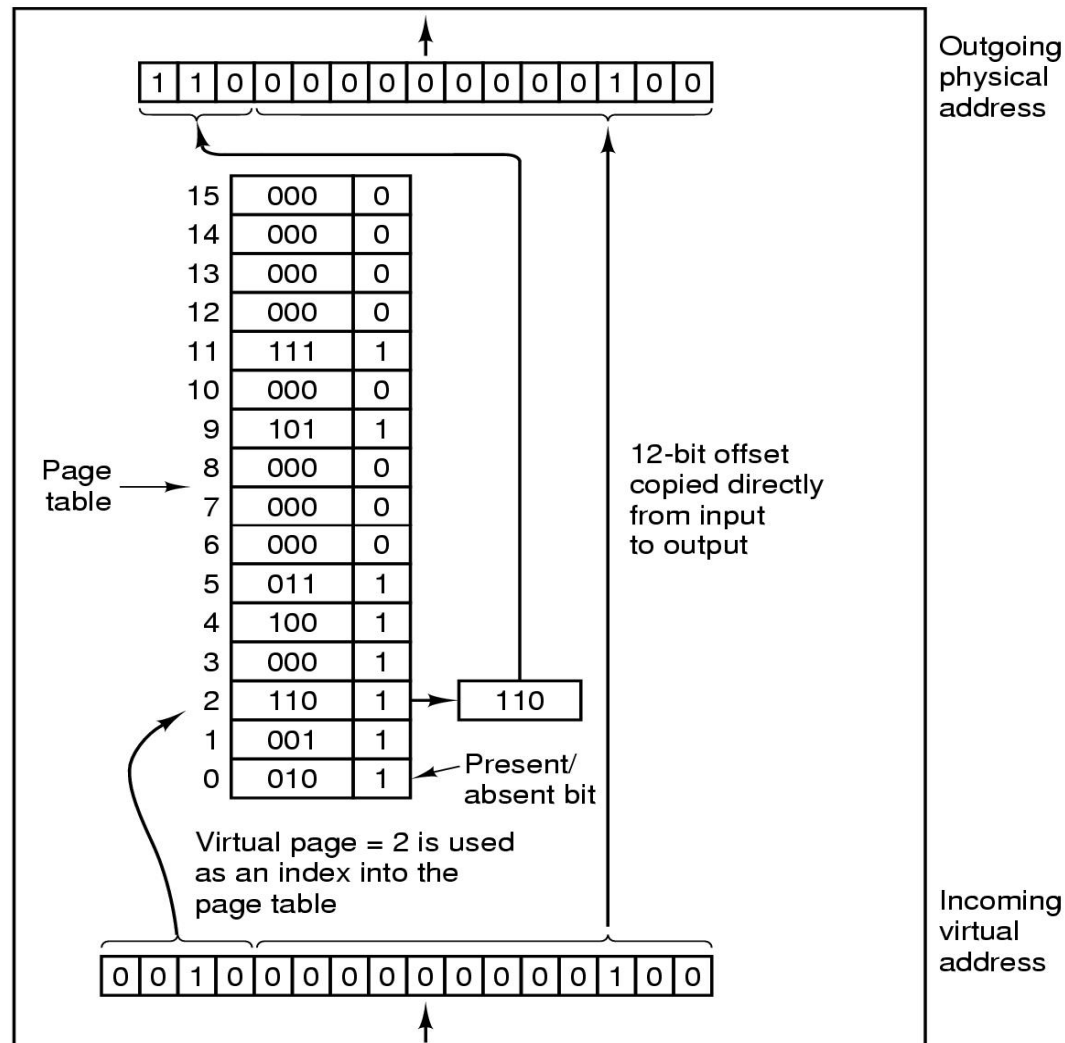 Outgoing
physical
address
1 1 0 0 0 0 0 0 0 0 0 0 1 0 0
15 000 0
14 000 0
13 000 0
12 000 0
11 111 1
10 000 0
9 101 1
8 000 0
7 000 0
6 000 0
5 011 1
4 100 1
3 000 1
2 110 1
1 001 1
0 010 1
Page
table
110
12-bit offset
copied directly
from input
to output
Present/
absent bit
Virtual page = 2 is used
as an index into the
page table
Incoming
virtual
address
0 0 1 0 0 0 0 0 0 0 0 0 0 1 0 0